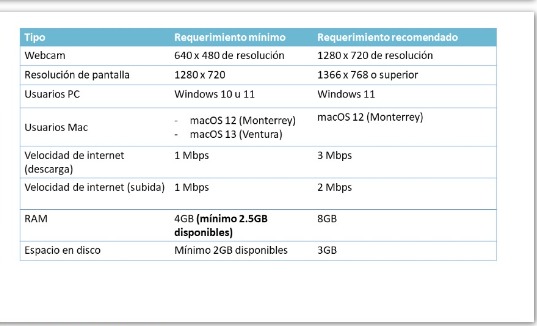 Tipo Requerimiento mínimo Requerimiento recomendado
Webcam 640 x 480 de resolución 1280 x 720 de resolución
Resolución de pantalla 1280 x 720 1366 x 768 o superior
Usuarios PC Windows 10 u 11 Windows 11
Usuarios Mac - macOS 12 (Monterrey) macOS 12 (Monterrey)
- macOS 13 (Ventura)
Velocidad de internet 1 Mbps 3 Mbps
(descarga)
Velocidad de internet (subida) 1 Mbps 2 Mbps
RAM 4GB (mínimo 2.5GB 8GB
disponibles)
Espacio en disco Mínimo 2GB disponibles 3GB